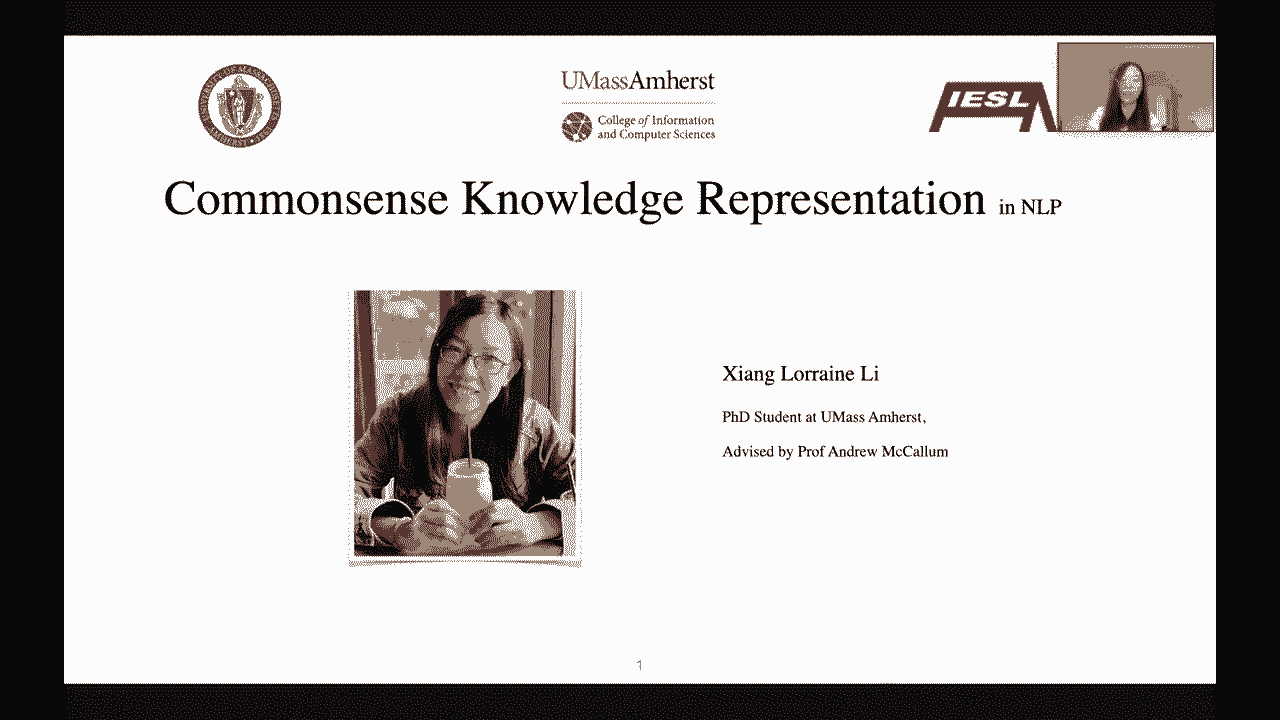 UMassAmherst
College of Information
and Computer Sciences
IESL
Commonsense Knowledge Representation in NLP
Xiang Lorraine Li
PhD Student at UMass Amherst,
Advised by Prof Andrew McCallum
1